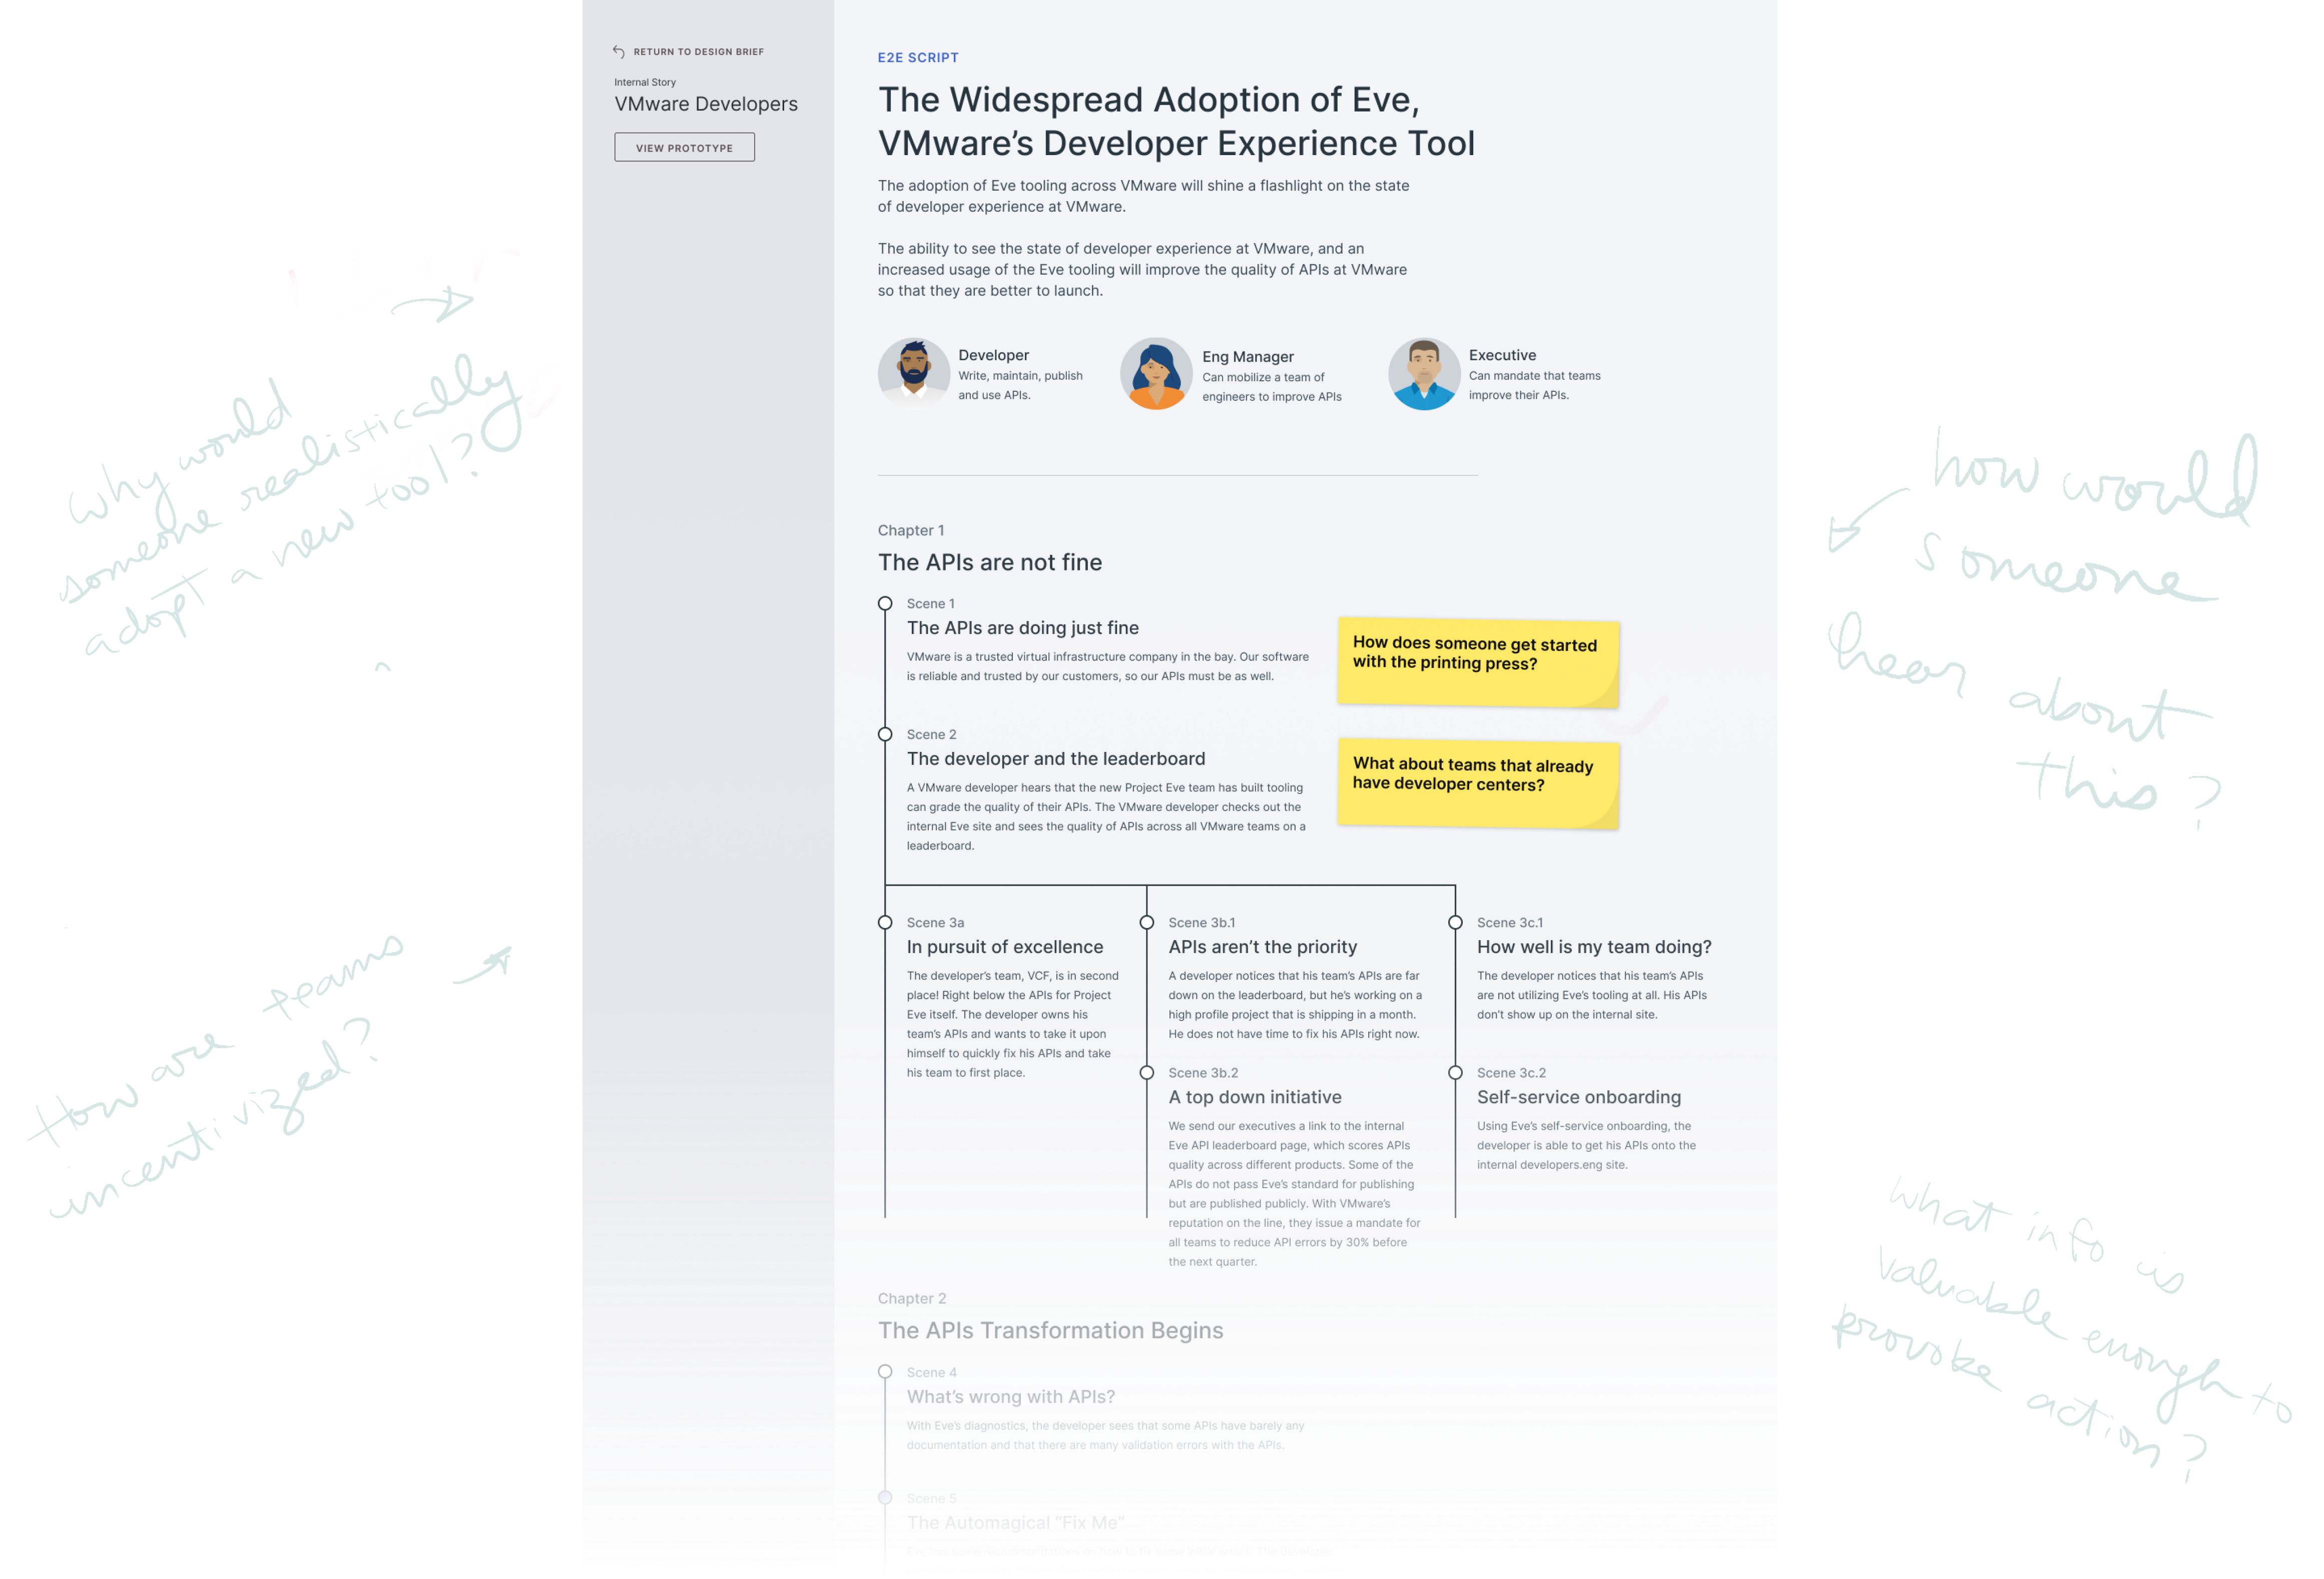 RETURN TO DESIGN BRIEF
Internal Story
VMware Developers
VIEW PROTOTYPE
E2E SCRIPT
The Widespread Adoption of Eve,
VMware’s Developer Experience Tool
The adoption of Eve tooling across VMware will shine a flashlight on the state
of developer experience at VMware.
The ability to see the state of developer experience at VMware, and an
increased usage of the Eve tooling will improve the quality of APIs at VMware
so that they are better to launch.
Developer
Write, maintain, publish
and use APIs.
Eng Manager
Can mobilize a team of
engineers to improve APIs
Executive
Can mandate that teams
improve their APIs.
why would
someone realistically
adopt a new tool?
how would
someone
hear about
this?
Chapter 1
The APIs are not fine
Scene 1
The APIs are doing just fine
VMware is a trusted virtual infrastructure company in the bay. Our software
is reliable and trusted by our customers, so our APIs must be as well.
How does someone get started
with the printing press?
Scene 2
The developer and the leaderboard
A VMware developer hears that the new Project Eve team has built tooling
can grade the quality of their APIs. The VMware developer checks out the
internal Eve site and sees the quality of APIs across all VMware teams on a
leaderboard.
What about teams that already
have developer centers?
How are teams
incentivized?
Scene 3a
In pursuit of excellence
The developer’s team, VCF, is in second
place! Right below the APIs for Project
Eve itself. The developer owns his
team’s APIs and wants to take it upon
himself to quickly fix his APIs and take
his team to first place.
Scene 3b.1
APIs aren’t the priority
A developer notices that his team’s APIs are far
down on the leaderboard, but he’s working on a
high profile project that is shipping in a month.
He does not have time to fix his APIs right now.
Scene 3b.2
A top down initiative
We send our executives a link to the internal
Eve API leaderboard page, which scores APIs
quality across different products. Some of the
APIs do not pass Eve’s standard for publishing
but are published publicly. With VMware’s
reputation on the line, they issue a mandate for
all teams to reduce API errors by 30% before
the next quarter.
Scene 3c.1
How well is my team doing?
The developer notices that his team’s APIs
are not utilizing Eve’s tooling at all. His APIs
don’t show up on the internal site.
Scene 3c.2
Self-service onboarding
Using Eve’s self-service onboarding, the
developer is able to get his APIs onto the
internal developers.eng site.
what info is
valuable enough to
provoke action?
Chapter 2
The APIs Transformation Begins
Scene 4
What’s wrong with APIs?
With Eve’s diagnostics, the developer sees that some APIs have barely any
documentation and that there are many validation errors with the APIs.
Scene 5
The Automagical “Fix Me”